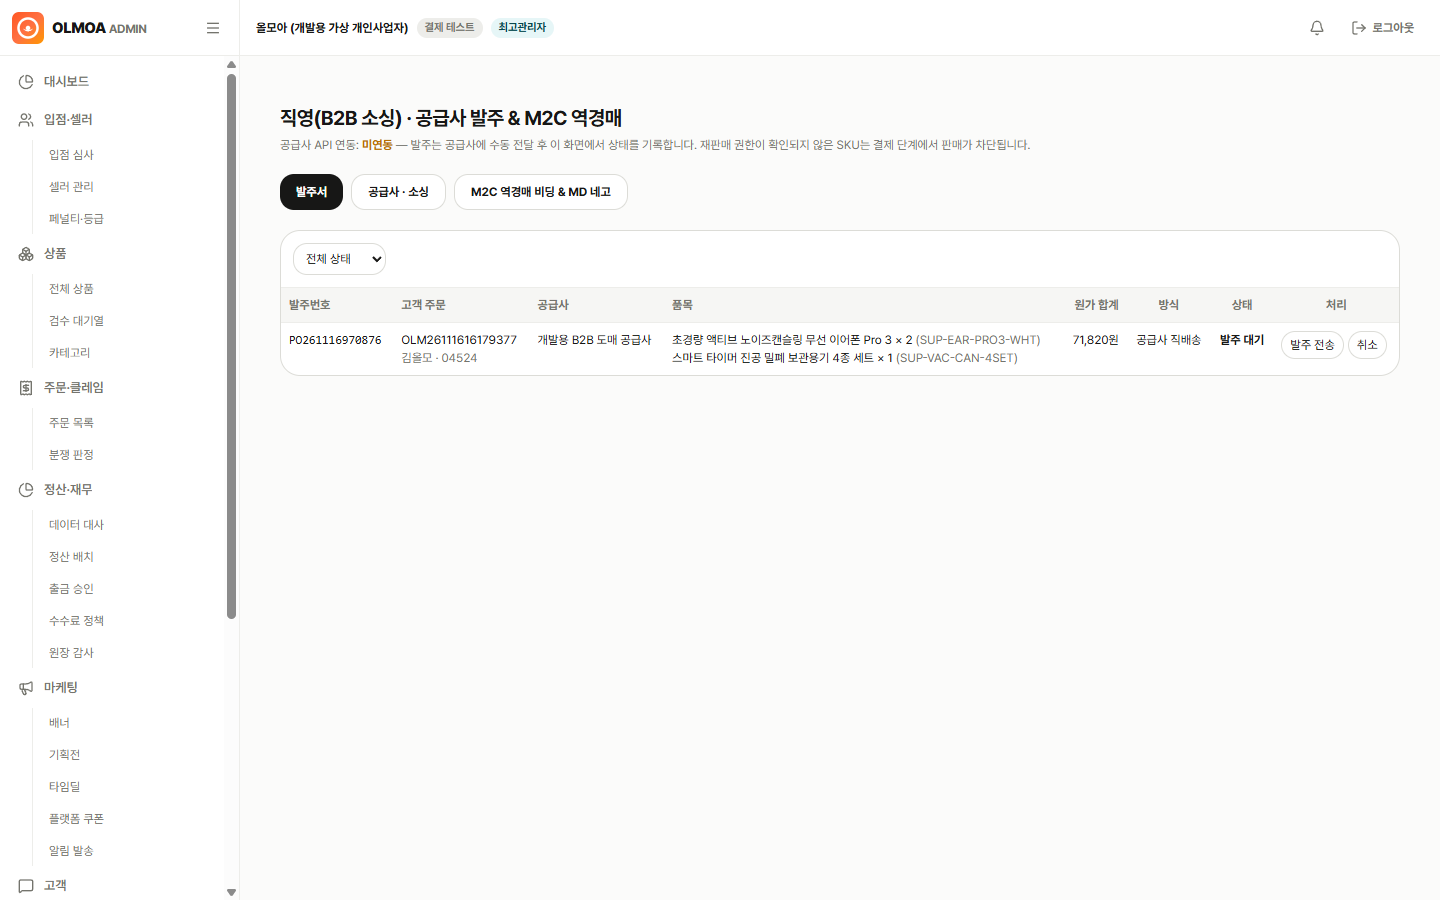 OLMOA ADMIN
올모아 (개발용 가상 개인사업자) 결제 테스트 최고관리자
로그아웃
대시보드
입점·셀러
입점 심사
셀러 관리
페널티·등급
상품
전체 상품
검수 대기열
카테고리
주문·클레임
주문 목록
분쟁 판정
정산·재무
데이터 대사
정산 배치
출금 승인
수수료 정책
원장 감사
마케팅
배너
기획전
타임딜
플랫폼 쿠폰
알림 발송
고객
직영(B2B 소싱) · 공급사 발주 & M2C 역경매
공급사 API 연동: 미연동 — 발주는 공급사에 수동 전달 후 이 화면에서 상태를 기록합니다. 재판매 권한이 확인되지 않은 SKU는 결제 단계에서 판매가 차단됩니다.
발주서 공급사 · 소싱 M2C 역경매 비딩 & MD 네고
전체 상태
발주번호 고객 주문 공급사 품목 원가 합계 방식 상태 처리
PO261116970876 OLM26111616179377 개발용 B2B 도매 공급사 초경량 액티브 노이즈캔슬링 무선 이어폰 Pro 3 × 2 (SUP-EAR-PRO3-WHT) 71,820원 공급사 직배송 발주 대기 발주 전송 취소
김올모 · 04524 스마트 타이머 진공 밀폐 보관용기 4종 세트 × 1 (SUP-VAC-CAN-4SET)